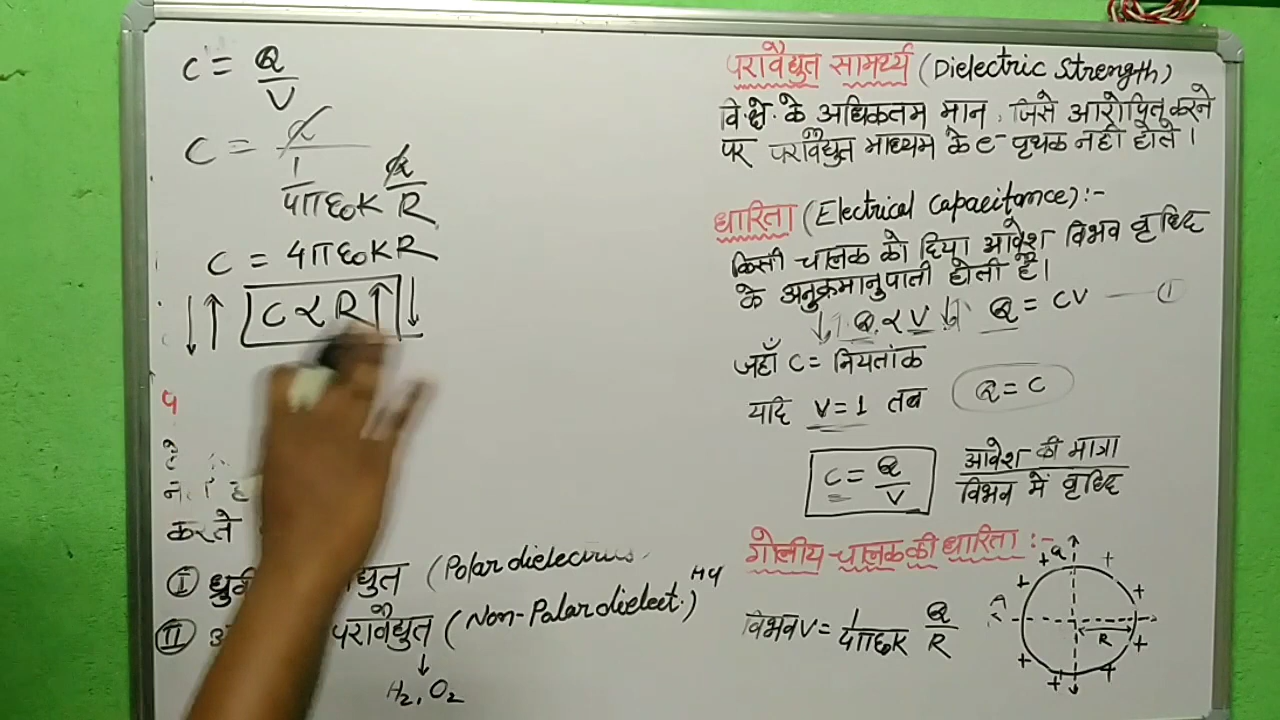 C = Q/V
C = Q / 1/4πε₀K Q/R
C = 4πε₀KR
↓↑ C ∝ R ↑↓
प
है
करते
Ⓘ (Polar dielectrics
Ⓘ Ⓘ परावैद्युत (Non-Polar dielect.)
↓
H₂, O₂
परावैद्युत सामर्थ्य (Dielectric Strength)
वि.क्षे. के अधिकतम मान, जिसे आरोपित करने
पर परावैद्युत माध्यम के e⁻ पृथक नही होते।
धारिता (Electrical Capacitance) :-
किसी चालक को दिया आवेश विभव वृध्दि
के अनुक्रमानुपाती होती है।
↓↑ Q ∝ V ↓↑ Q = CV — ①
जहाँ C = नियतांक
यदि V = 1 तब Q = C
C = Q/V आवेश की मात्रा / विभव में वृध्दि
गोलीय चालक की धारिता :-
विभव V = 1/4πε₀K Q/R
+ + + + + + + + Q A R